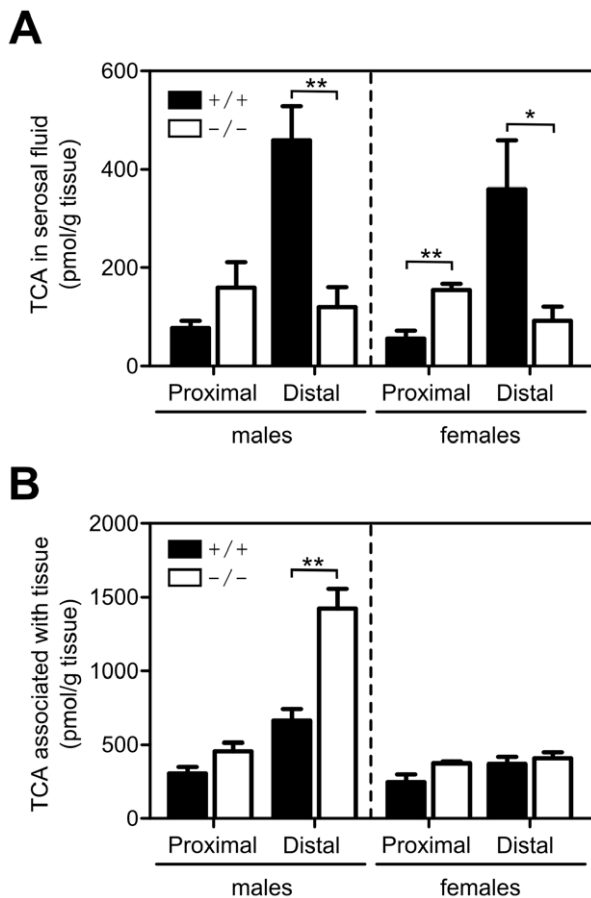 A
TCA in serosal fluid
(pmol/g tissue)
600
400
200
0
+/+
-/-
**
**
*
Proximal Distal Proximal Distal
males females
B
TCA associated with tissue
(pmol/g tissue)
2000
1500
1000
500
0
+/+
-/-
**
Proximal Distal Proximal Distal
males females